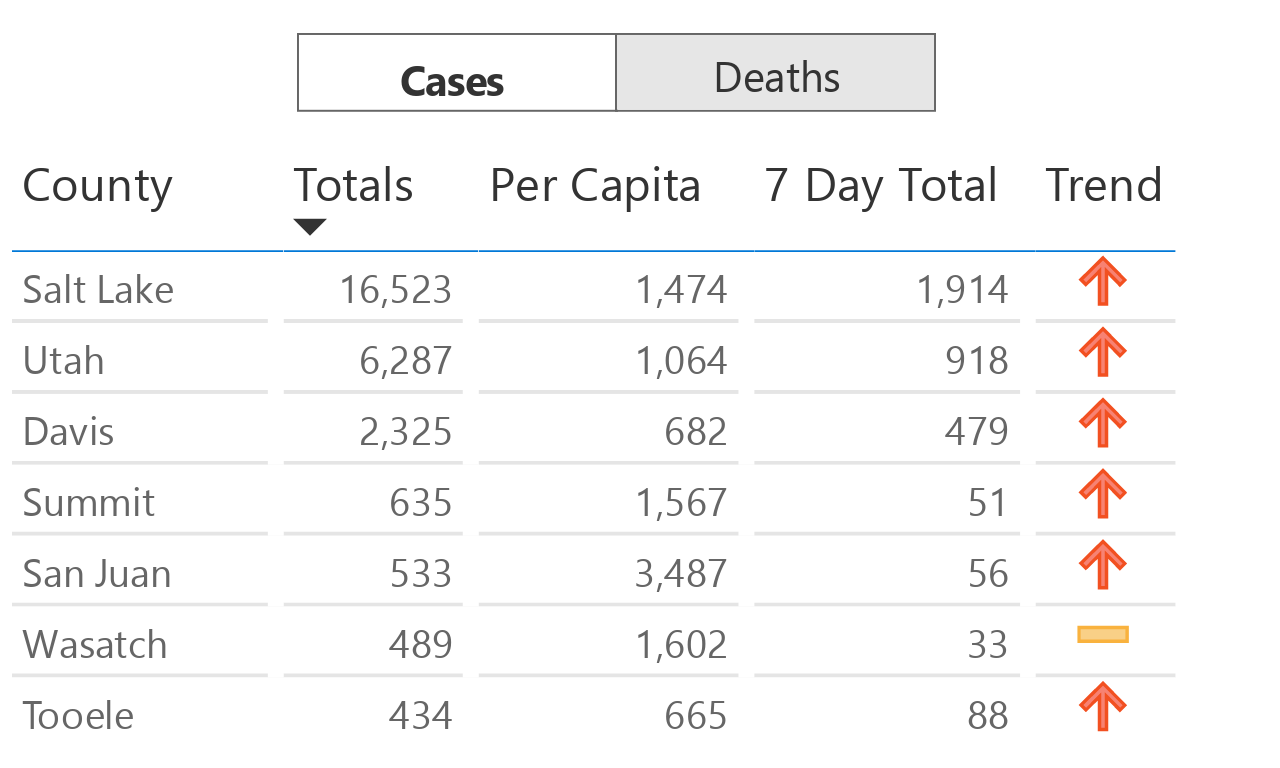 Cases Deaths
County Totals Per Capita 7 Day Total Trend
Salt Lake 16,523 1,474 1,914
Utah 6,287 1,064 918
Davis 2,325 682 479
Summit 635 1,567 51
San Juan 533 3,487 56
Wasatch 489 1,602 33
Tooele 434 665 88